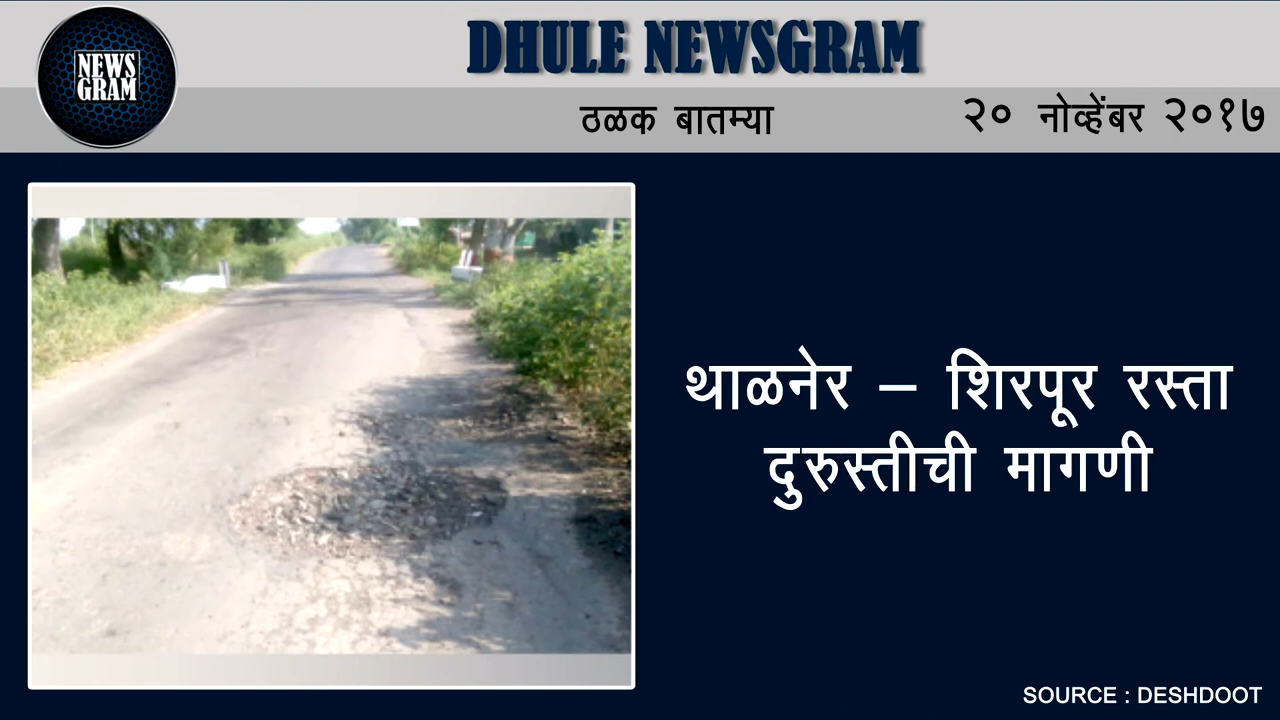 NEWS
GRAM
DHULE NEWSGRAM
ठळक बातम्या
२० नोव्हेंबर २०१७
थाळनेर – शिरपूर रस्ता
दुरुस्तीची मागणी
SOURCE : DESHDOOT